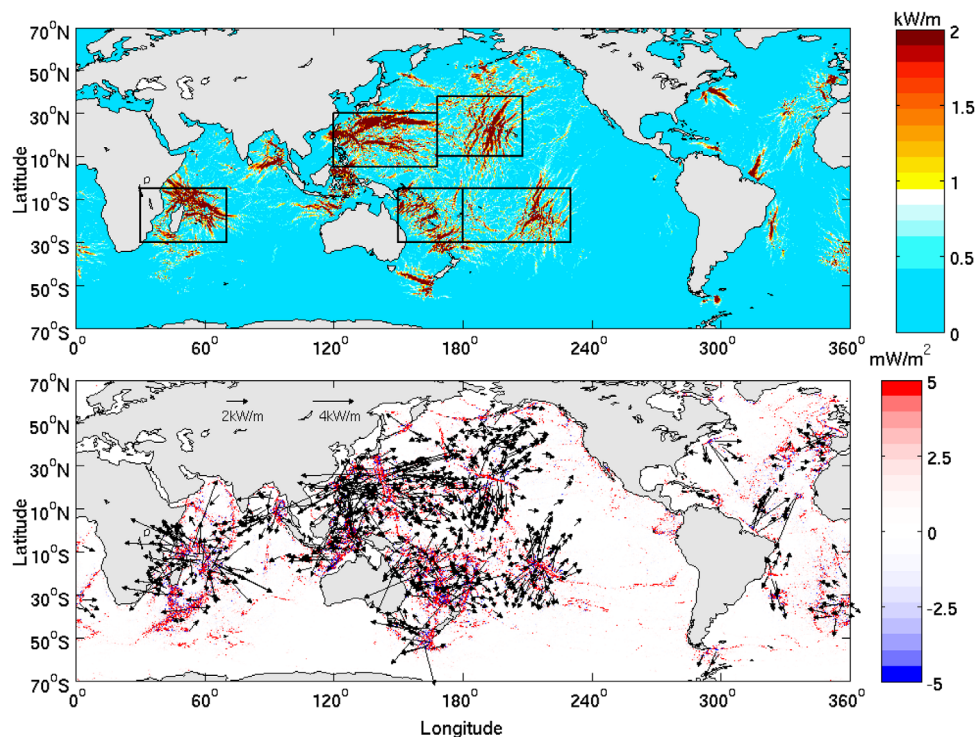 kW/m
70°N
50°N
30°N
10°N
10°S
30°S
50°S
70°S
Latitude
0
60°
120°
180°
240°
300°
360°
2
1.5
1
0.5
0
mW/m²
70°N
50°N
30°N
10°N
10°S
30°S
50°S
70°S
Latitude
2kW/m
4kW/m
0
60°
120°
180°
240°
300°
360°
Longitude
5
2.5
0
-2.5
-5